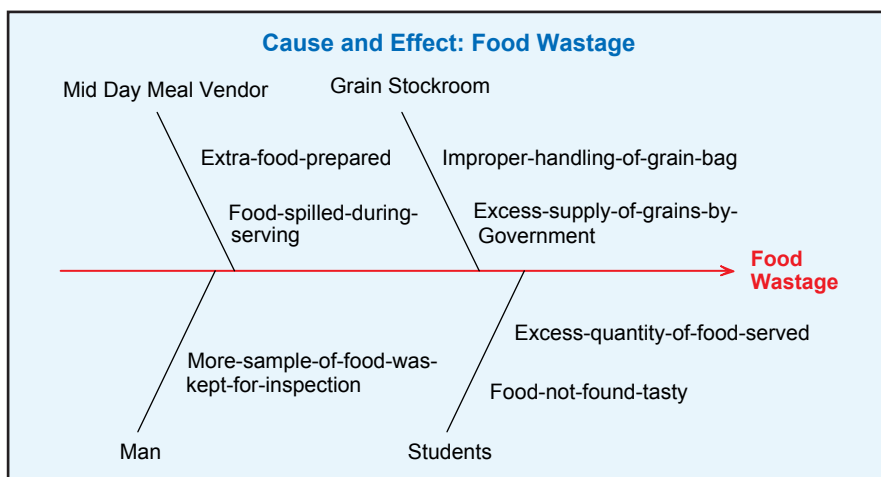 Cause and Effect: Food Wastage
Mid Day Meal Vendor
Grain Stockroom
Extra-food-prepared
Improper-handling-of-grain-bag
Food-spilled-during-
serving
Excess-supply-of-grains-by-
Government
Food
Wastage
More-sample-of-food-was-
kept-for-inspection
Excess-quantity-of-food-served
Food-not-found-tasty
Man
Students